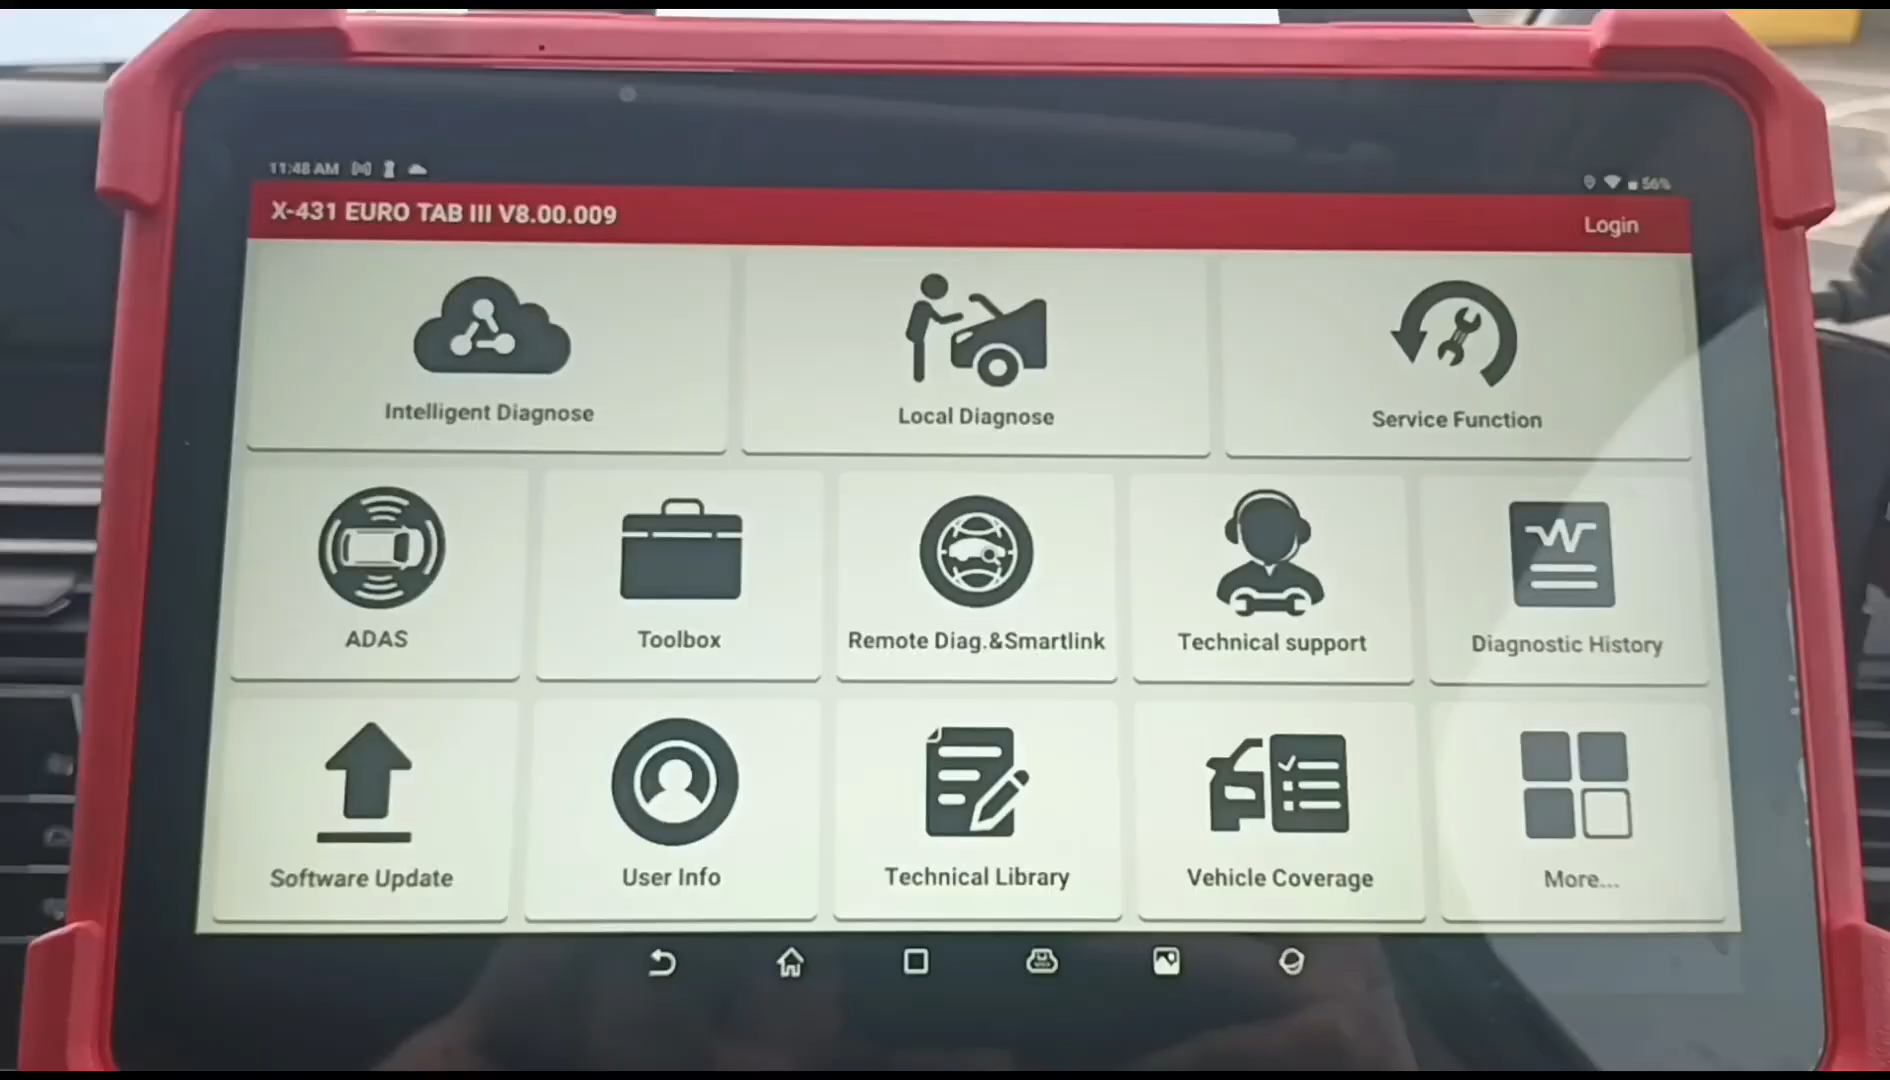 11:48 AM
56%
X-431 EURO TAB III V8.00.009
Login
Intelligent Diagnose
Local Diagnose
Service Function
ADAS
Toolbox
Remote Diag.&Smartlink
Technical support
Diagnostic History
Software Update
User Info
Technical Library
Vehicle Coverage
More...